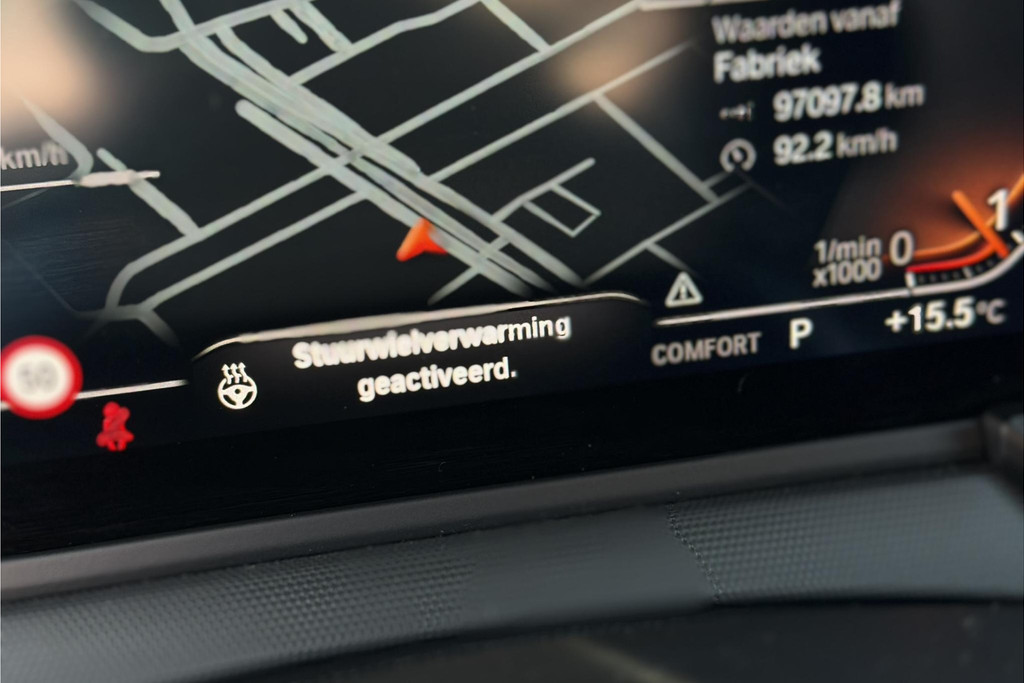 Waarden vanaf
Fabriek
97097.8 km
92.2 km/h
km/h
1/min
x1000
0
1
Stuurwielverwarming
geactiveerd.
COMFORT
P
+15.5°C